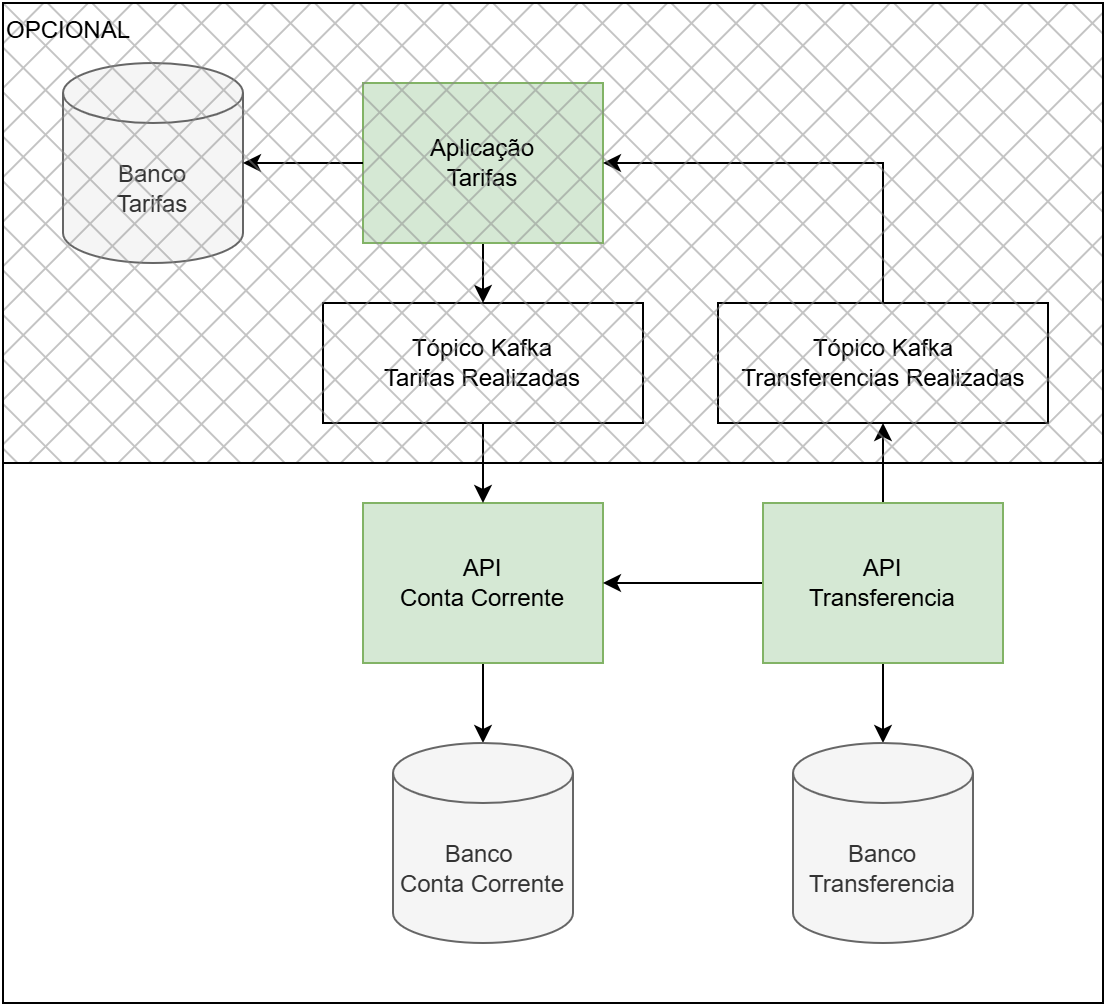 OPCIONAL
Banco
Tarifas
Aplicação
Tarifas
Tópico Kafka
Tarifas Realizadas
Tópico Kafka
Transferencias Realizadas
API
Conta Corrente
API
Transferencia
Banco
Conta Corrente
Banco
Transferencia